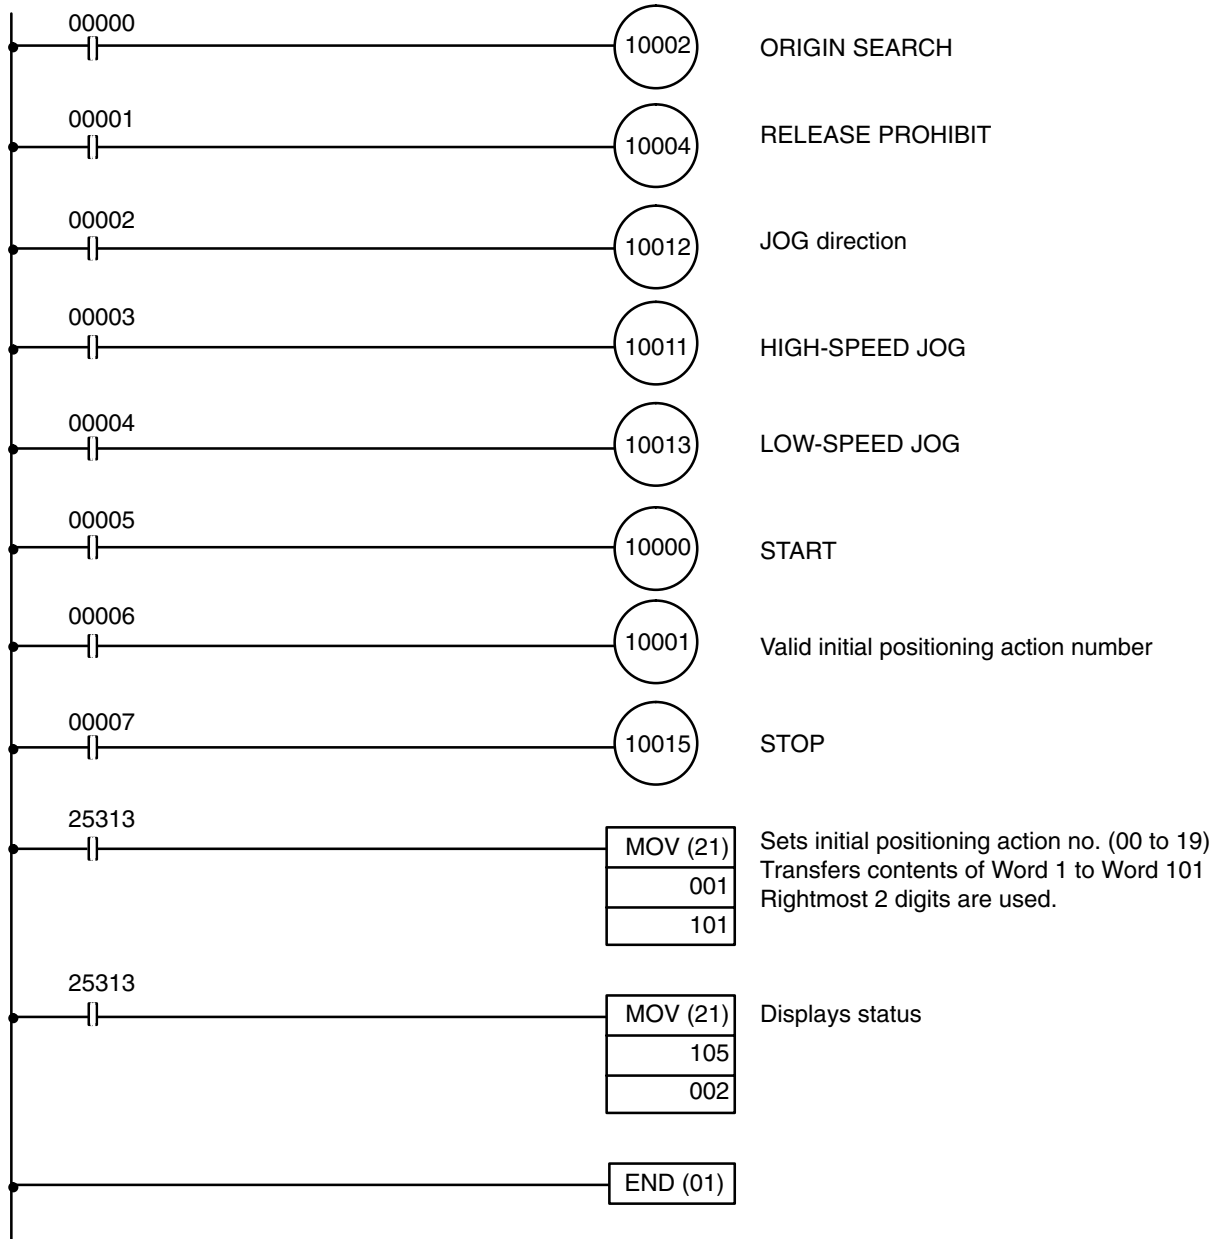 00000
10002 ORIGIN SEARCH
00001
10004 RELEASE PROHIBIT
00002
10012 JOG direction
00003
10011 HIGH-SPEED JOG
00004
10013 LOW-SPEED JOG
00005
10000 START
00006
10001 Valid initial positioning action number
00007
10015 STOP
25313
MOV (21) Sets initial positioning action no. (00 to 19)
Transfers contents of Word 1 to Word 101
001 Rightmost 2 digits are used.
101
25313
MOV (21) Displays status
105
002
END (01)